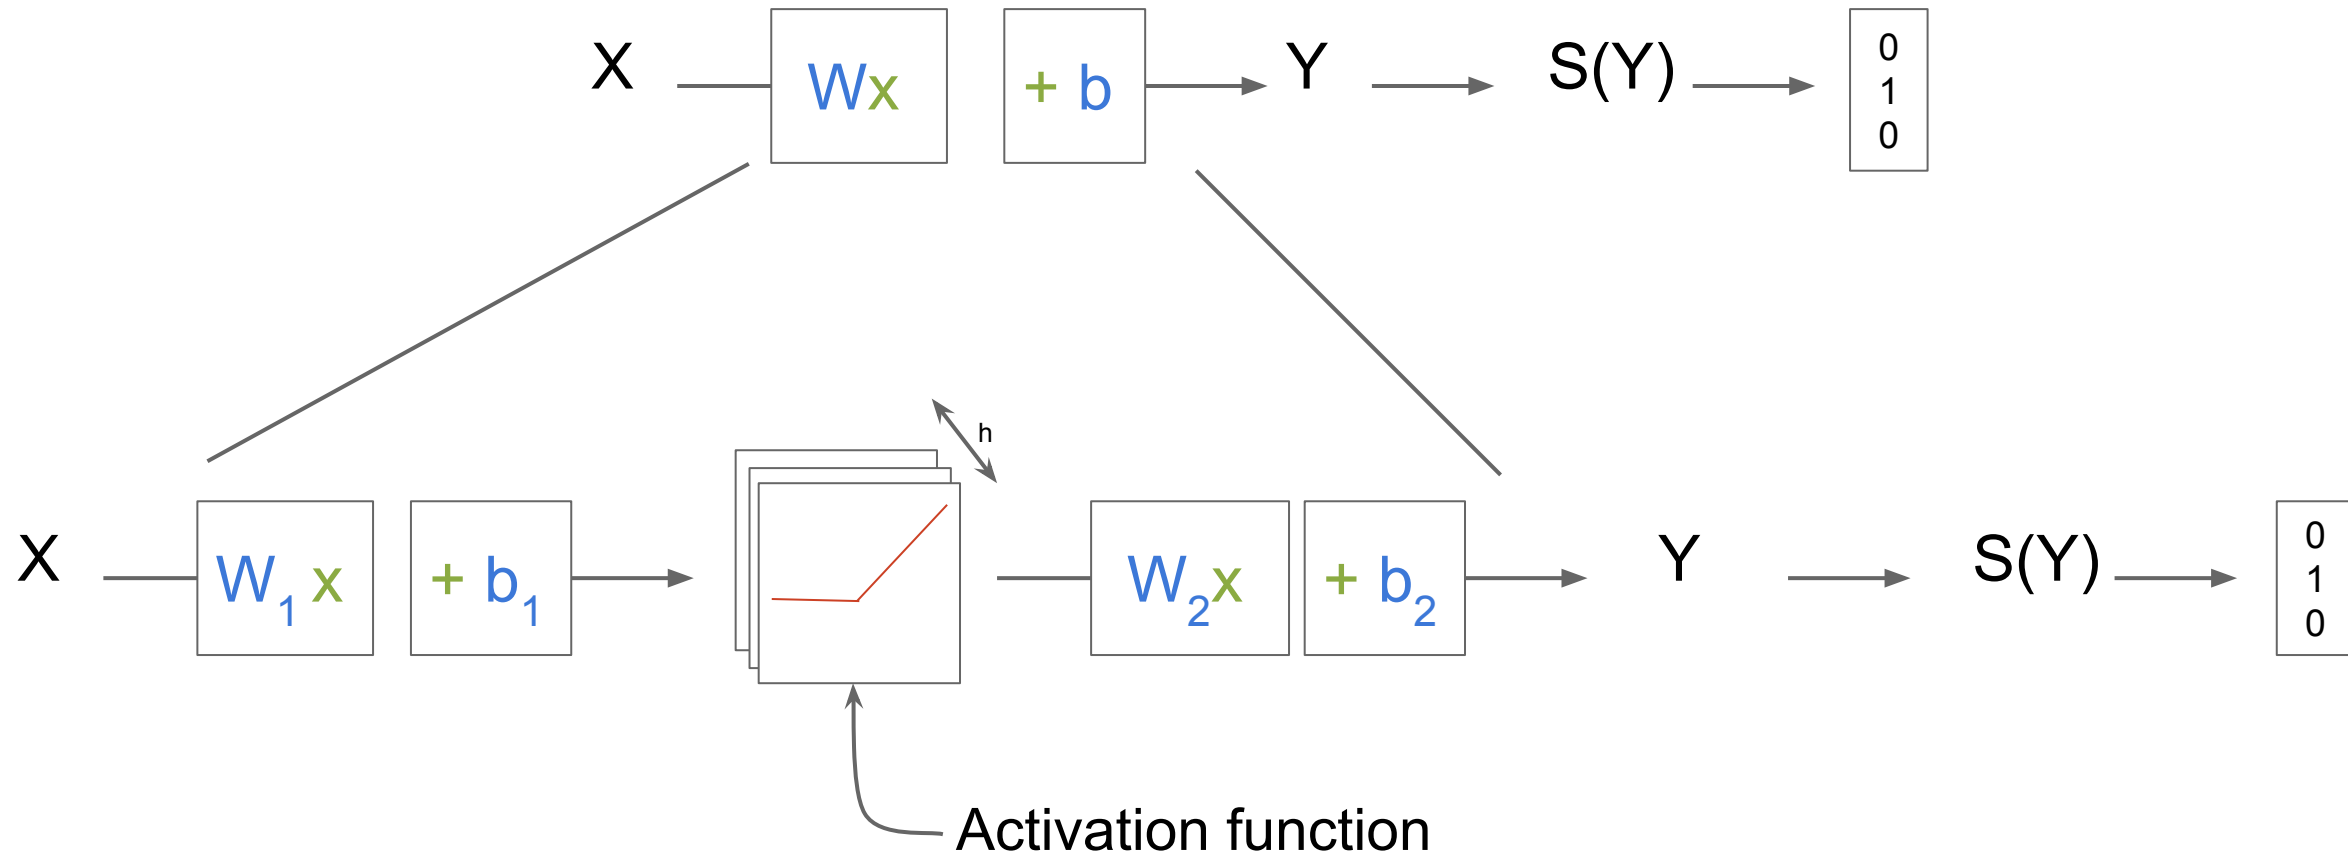 X Wx + b Y S(Y) 0
1
0
h
X W₁ x + b₁ W₂x + b₂ Y S(Y) 0
1
0
Activation function